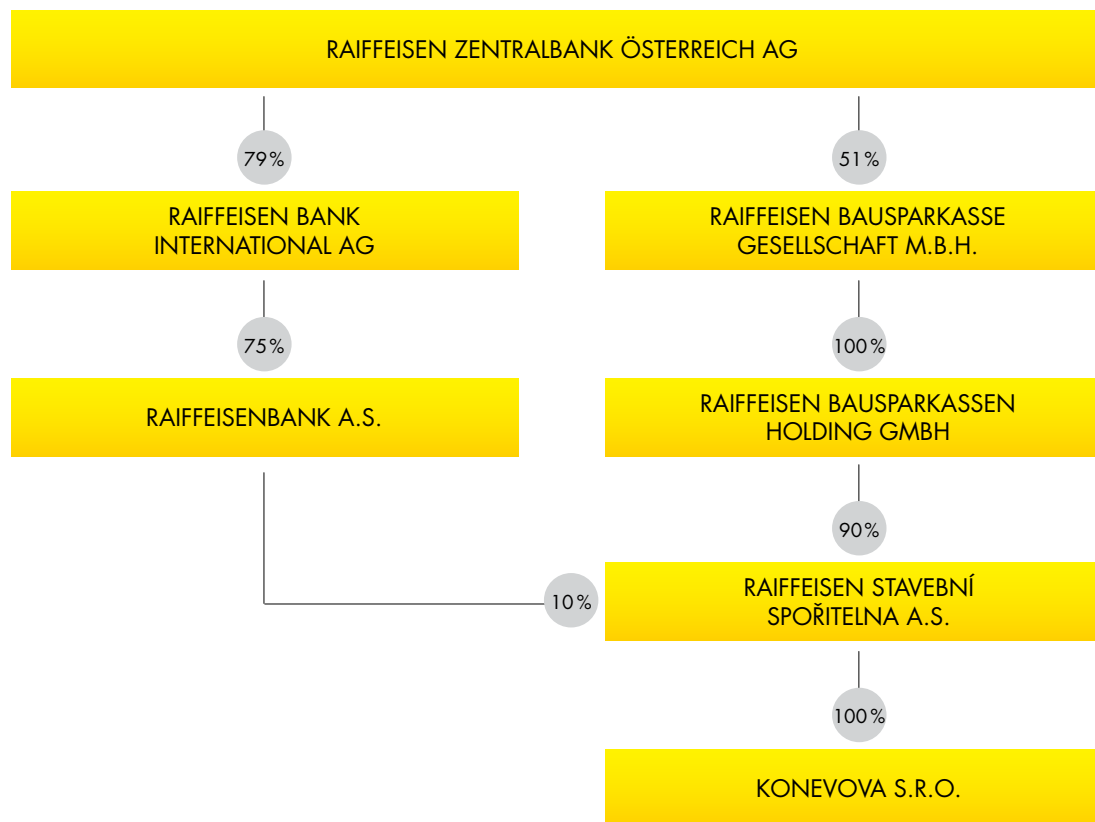 RAIFFEISEN ZENTRALBANK ÖSTERREICH AG
79%
51%
RAIFFEISEN BANK
INTERNATIONAL AG
RAIFFEISEN BAUSPARKASSE
GESELLSCHAFT M.B.H.
75%
100%
RAIFFEISENBANK A.S.
RAIFFEISEN BAUSPARKASSEN
HOLDING GMBH
90%
10%
RAIFFEISEN STAVEBNÍ
SPOŘITELNA A.S.
100%
KONEVOVA S.R.O.